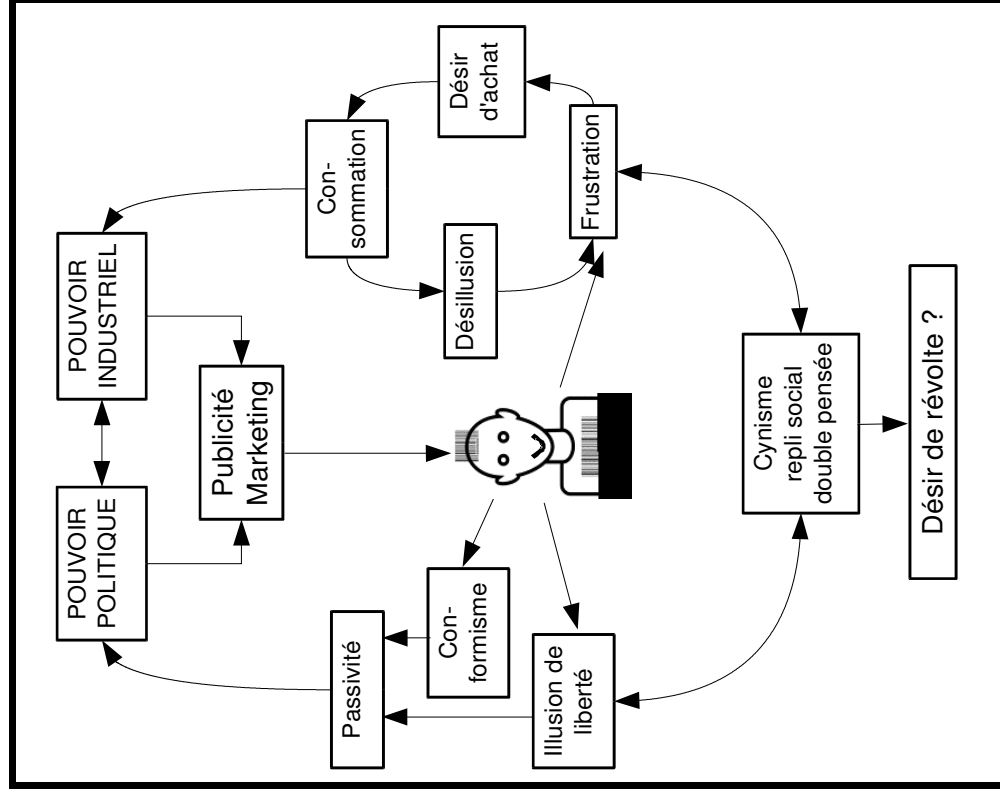 POUVOIR
POLITIQUE
POUVOIR
INDUSTRIEL
Publicité
Marketing
Passivité
Con-
formisme
Illusion de
liberté
Con-
sommation
Désir
d'achat
Désillusion
Frustration
Cynisme
repli social
double pensée
Désir de révolte ?